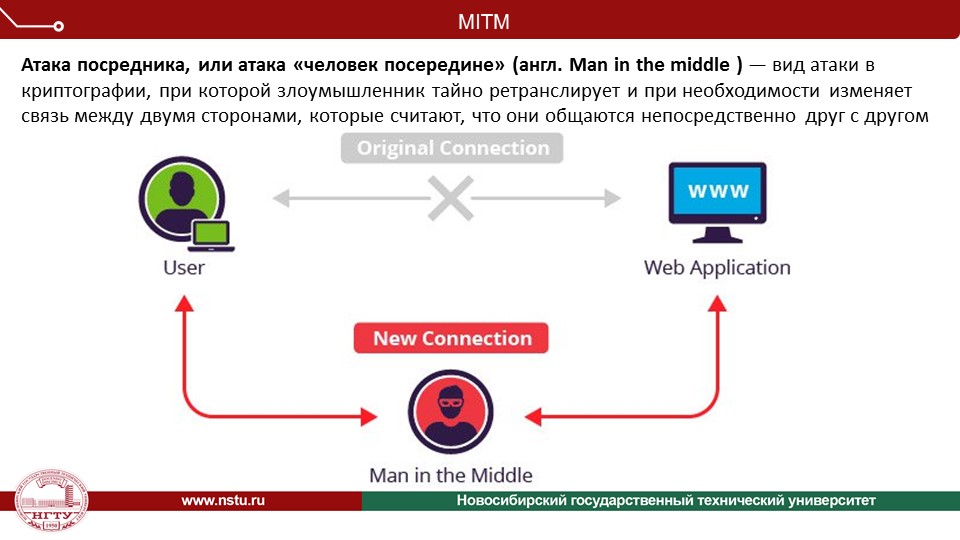 MITM
Атака посредника, или атака «человек посередине» (англ. Man in the middle ) — вид атаки в
криптографии, при которой злоумышленник тайно ретранслирует и при необходимости изменяет
связь между двумя сторонами, которые считают, что они общаются непосредственно друг с другом
Original Connection
www
User
Web Application
New Connection
Man in the Middle
НГТУ
1950
www.nstu.ru
Новосибирский государственный технический университет